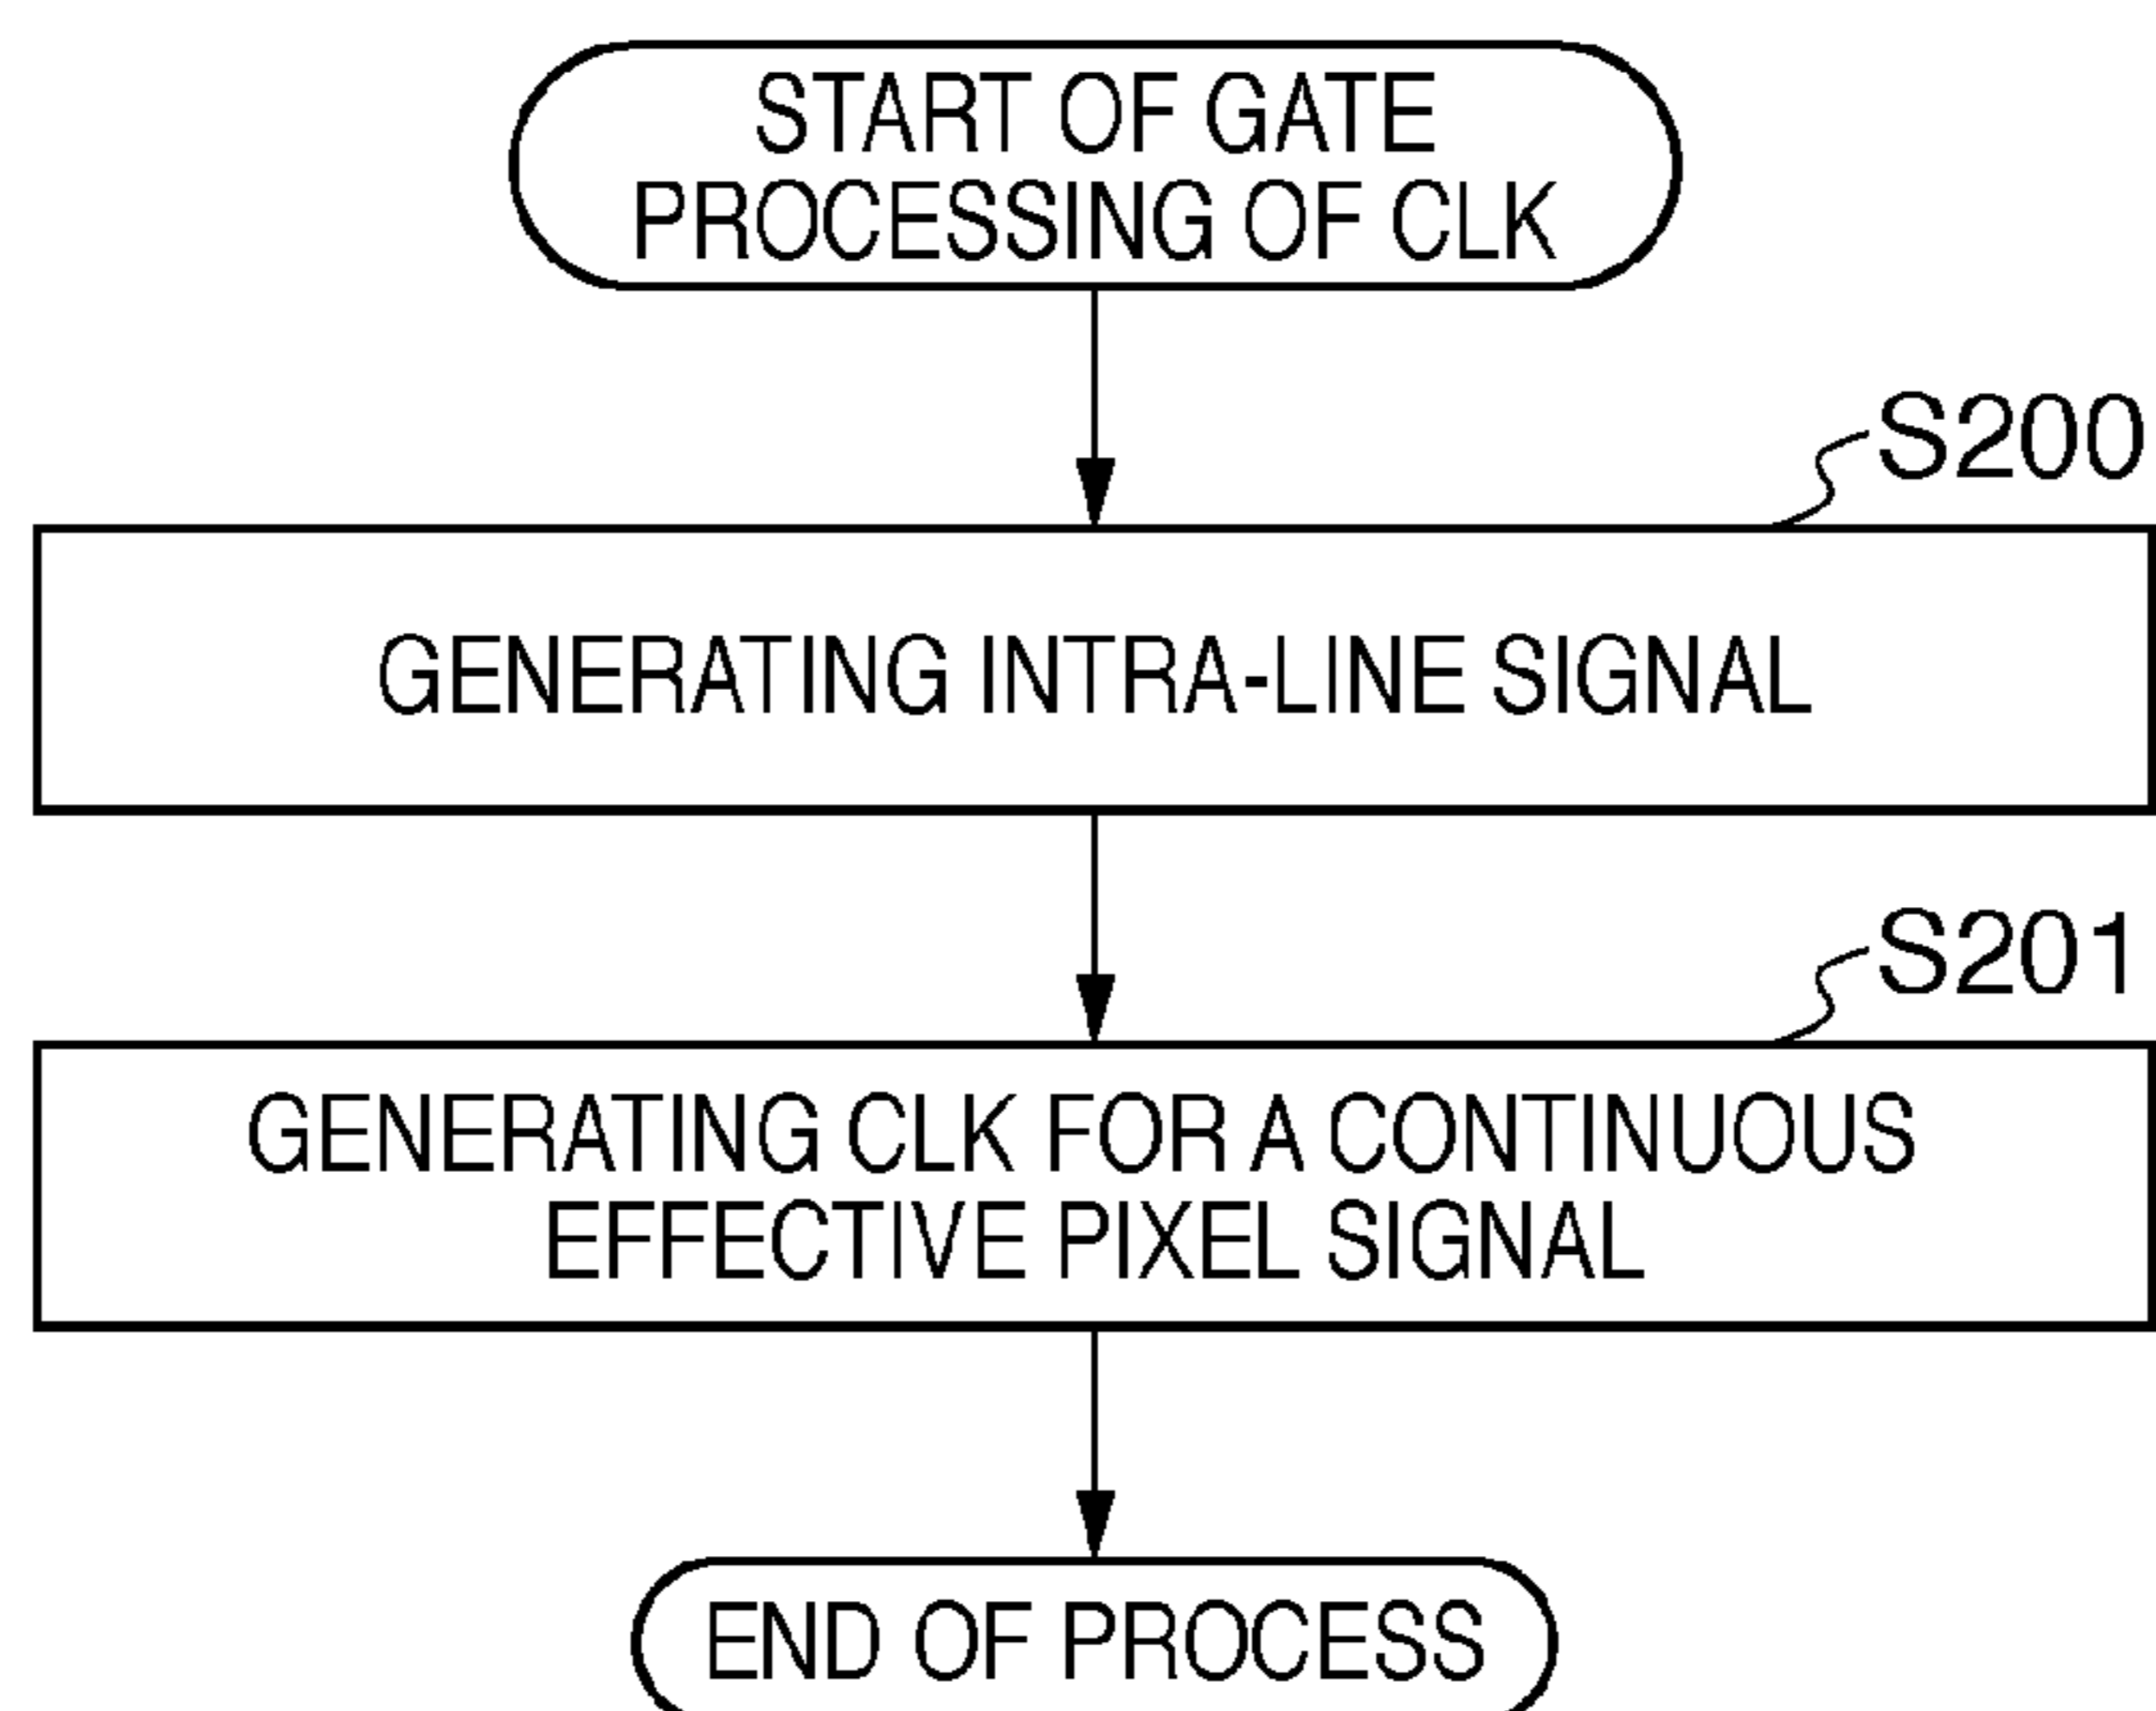 START OF GATE
PROCESSING OF CLK
S200
GENERATING INTRA-LINE SIGNAL
S201
GENERATING CLK FOR A CONTINUOUS
EFFECTIVE PIXEL SIGNAL
END OF PROCESS